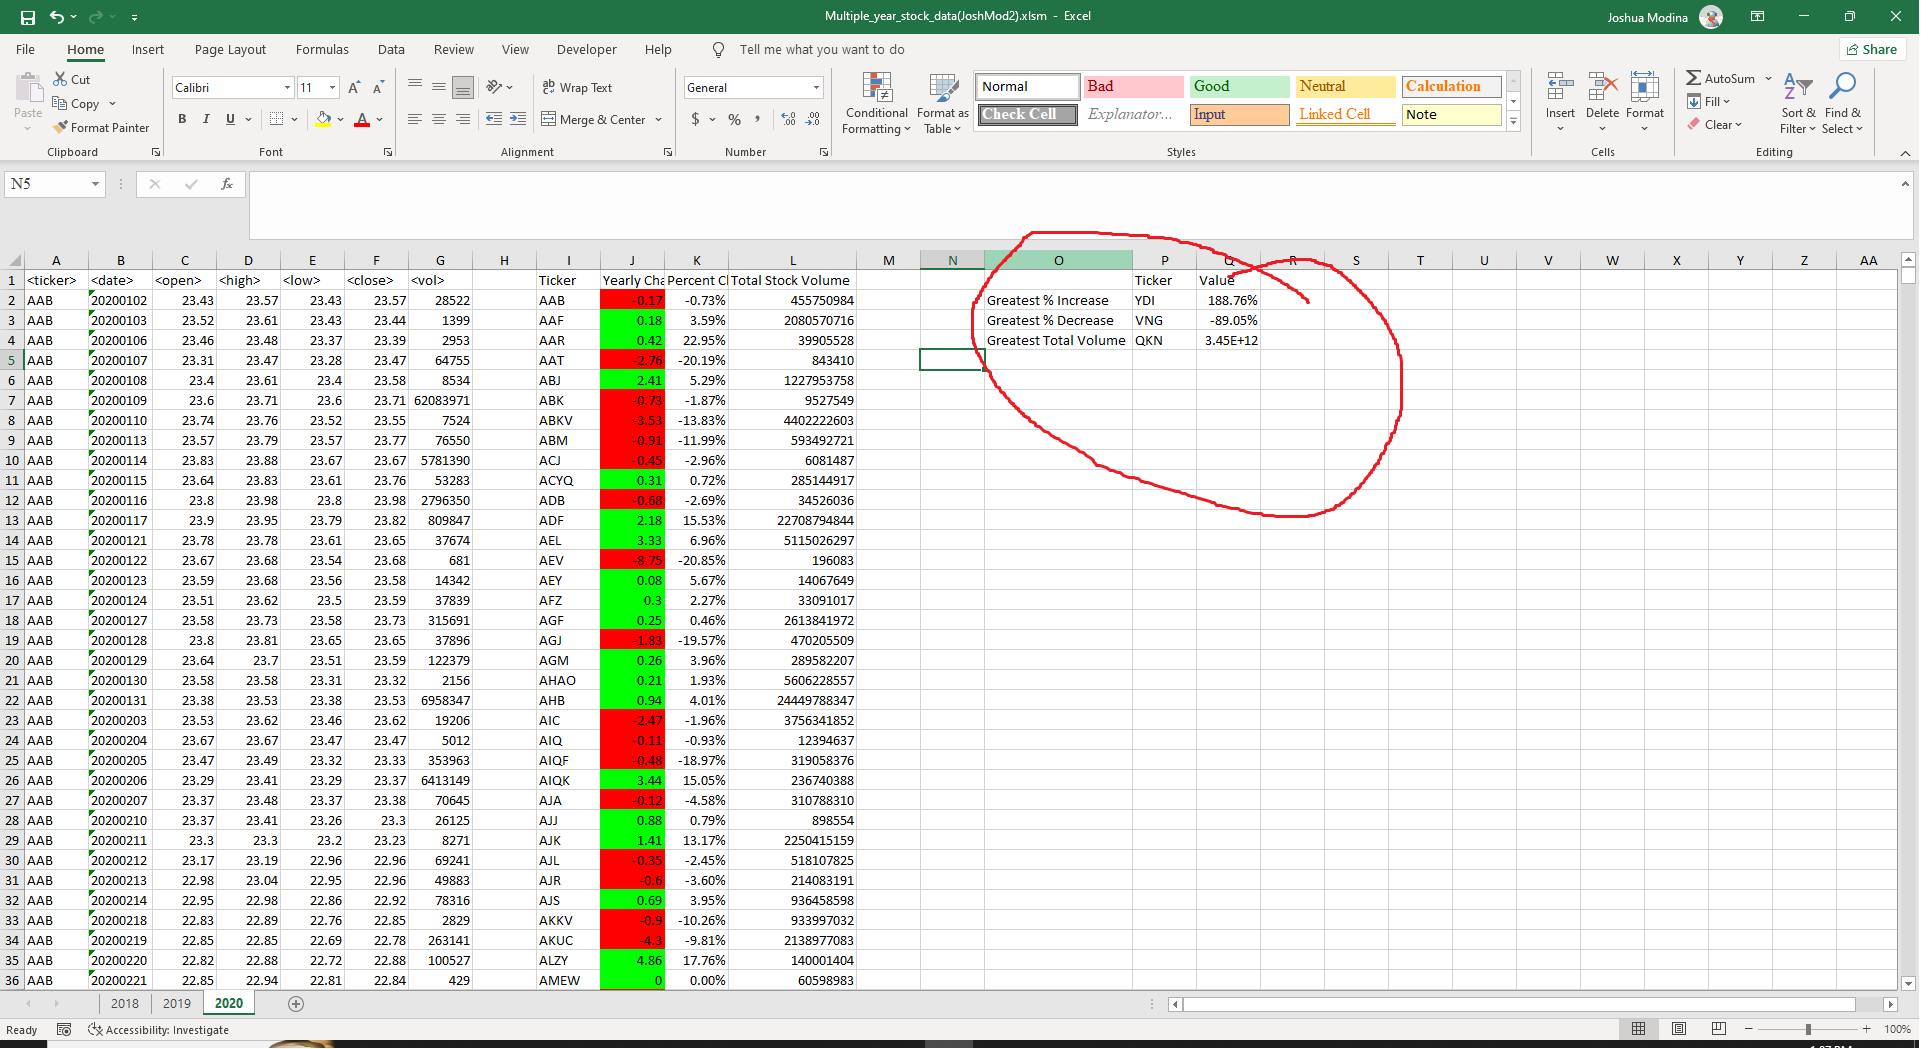 Multiple_year_stock_data(JoshMod2).xlsm - Excel
Joshua Modina
File Home Insert Page Layout Formulas Data Review View Developer Help Tell me what you want to do Share
Paste Cut Copy Format Painter
Calibri 11 A A
B I U A
ab Wrap Text
Merge & Center
General
$ % ,
Conditional Formatting
Format as Table
Normal Bad Good Neutral Calculation
Check Cell Explanator... Input Linked Cell Note
Insert Delete Format
AutoSum Fill Clear
Sort & Filter Find & Select
Clipboard Font Alignment Number Styles Cells Editing
N5 fx
A B C D E F G H I J K L M N O P Q R S T U V W X Y Z AA
1 <ticker> <date> <open> <high> <low> <close> <vol> Ticker Yearly Cha Percent Cl Total Stock Volume Ticker Value
2 AAB 20200102 23.43 23.57 23.43 23.57 28522 AAB -0.17 -0.73% 455750984 Greatest % Increase YDI 188.76%
3 AAB 20200103 23.52 23.61 23.43 23.44 1399 AAF 0.18 3.59% 2080570716 Greatest % Decrease VNG -89.05%
4 AAB 20200106 23.46 23.48 23.37 23.39 2953 AAR 0.42 22.95% 39905528 Greatest Total Volume QKN 3.45E+12
5 AAB 20200107 23.31 23.47 23.28 23.47 64755 AAT -2.76 -20.19% 843410
6 AAB 20200108 23.4 23.61 23.4 23.58 8534 ABJ 2.41 5.29% 1227953758
7 AAB 20200109 23.6 23.71 23.6 23.71 62083971 ABK -0.73 -1.87% 9527549
8 AAB 20200110 23.74 23.76 23.52 23.55 7524 ABKV -3.53 -13.83% 4402222603
9 AAB 20200113 23.57 23.79 23.57 23.77 76550 ABM -0.91 -11.99% 593492721
10 AAB 20200114 23.83 23.88 23.67 23.67 5781390 ACJ -0.45 -2.96% 6081487
11 AAB 20200115 23.64 23.83 23.61 23.76 53283 ACYQ 0.31 0.72% 285144917
12 AAB 20200116 23.8 23.98 23.8 23.98 2796350 ADB -0.68 -2.69% 34526036
13 AAB 20200117 23.9 23.95 23.79 23.82 809847 ADF 2.18 15.53% 22708794844
14 AAB 20200121 23.78 23.78 23.61 23.65 37674 AEL 3.33 6.96% 5115026297
15 AAB 20200122 23.67 23.68 23.54 23.68 681 AEV -8.75 -20.85% 196083
16 AAB 20200123 23.59 23.68 23.56 23.58 14342 AEY 0.08 5.67% 14067649
17 AAB 20200124 23.51 23.62 23.5 23.59 37839 AFZ 0.3 2.27% 33091017
18 AAB 20200127 23.58 23.73 23.58 23.73 315691 AGF 0.25 0.46% 2613841972
19 AAB 20200128 23.8 23.81 23.65 23.65 37896 AGJ -1.83 -19.57% 470205509
20 AAB 20200129 23.64 23.7 23.51 23.59 122379 AGM 0.26 3.96% 289582207
21 AAB 20200130 23.58 23.58 23.31 23.32 2156 AHAO 0.21 1.93% 5606228557
22 AAB 20200131 23.38 23.53 23.38 23.53 6958347 AHB 0.94 4.01% 24449788347
23 AAB 20200203 23.53 23.62 23.46 23.62 19206 AIC -2.47 -1.96% 3756341852
24 AAB 20200204 23.67 23.67 23.47 23.47 5012 AIQ -0.11 -0.93% 12394637
25 AAB 20200205 23.47 23.49 23.32 23.33 353963 AIQF -0.48 -18.97% 319058376
26 AAB 20200206 23.29 23.41 23.29 23.37 6413149 AIQK 3.44 15.05% 236740388
27 AAB 20200207 23.37 23.48 23.37 23.38 70645 AJA -0.12 -4.58% 310788310
28 AAB 20200210 23.37 23.41 23.26 23.3 26125 AJJ 0.88 0.79% 898554
29 AAB 20200211 23.3 23.3 23.2 23.23 8271 AJK 1.41 13.17% 2250415159
30 AAB 20200212 23.17 23.19 22.96 22.96 69241 AJL -0.35 -2.45% 518107825
31 AAB 20200213 22.98 23.04 22.95 22.96 49883 AJR -0.6 -3.60% 214083191
32 AAB 20200214 22.95 22.98 22.86 22.92 78316 AJS 0.69 3.95% 936458598
33 AAB 20200218 22.83 22.89 22.76 22.85 2829 AKKV -0.9 -10.26% 933997032
34 AAB 20200219 22.85 22.85 22.69 22.78 263141 AKUC -4.3 -9.81% 2138977083
35 AAB 20200220 22.82 22.88 22.72 22.88 100527 ALZY 4.86 17.76% 140001404
36 AAB 20200221 22.85 22.94 22.81 22.84 429 AMEW 0 0.00% 60598983
2018 2019 2020
Ready Accessibility: Investigate 100%